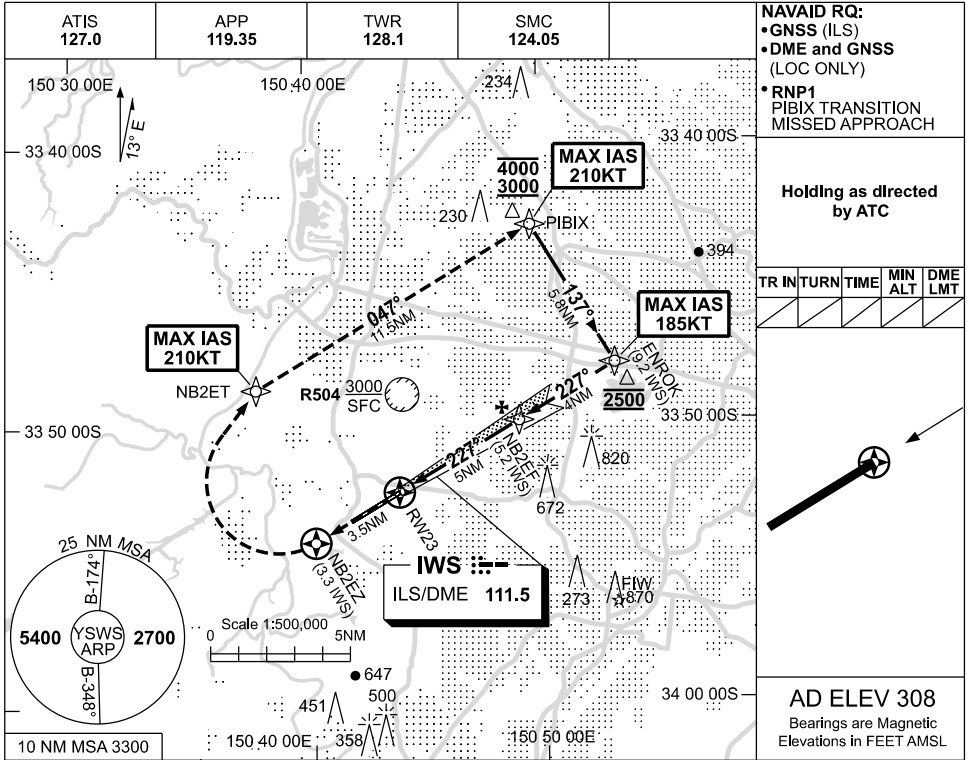 ATIS
127.0
APP
119.35
TWR
128.1
SMC
124.05
NAVAID RQ:
•GNSS (ILS)
•DME and GNSS
(LOC ONLY)
• RNP1
PIBIX TRANSITION
MISSED APPROACH
Holding as directed
by ATC
TR IN TURN TIME MIN ALT DME LMT
150 30 00E
150 40 00E
234
13° E
33 40 00S
33 40 00S
4000
3000
MAX IAS
210KT
230
PIBIX
394
047°
11.5NM
137°
5.8NM
MAX IAS
185KT
MAX IAS
210KT
NB2ET
R504 3000
SFC
ENROK
(9.2 IWS)
2500
227°
4NM
33 50 00S
33 50 00S
NB2EF
(5.2 IWS)
820
227°
5NM
672
RW23
3.5NM
NB2EZ
(3.3 IWS)
IWS
ILS/DME 111.5
273
FIW
870
25 NM MSA
B-174°
5400
YSWS
ARP
2700
B-348°
10 NM MSA 3300
Scale 1:500,000
0 5NM
647
451
500
358
34 00 00S
150 40 00E
150 50 00E
AD ELEV 308
Bearings are Magnetic
Elevations in FEET AMSL